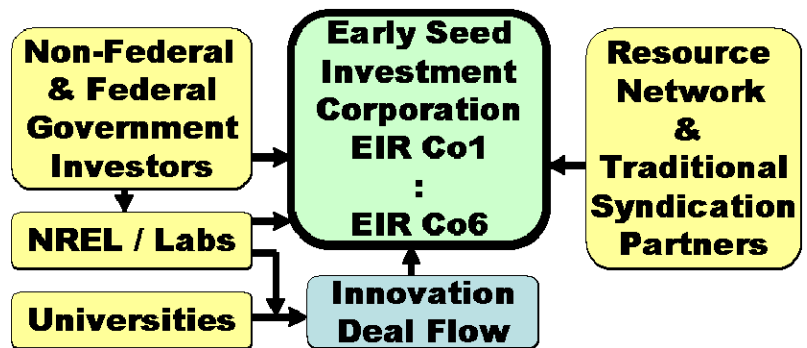 Non-Federal
& Federal
Government
Investors
NREL / Labs
Universities
Early Seed
Investment
Corporation
EIR Co1
:
EIR Co6
Innovation
Deal Flow
Resource
Network
&
Traditional
Syndication
Partners